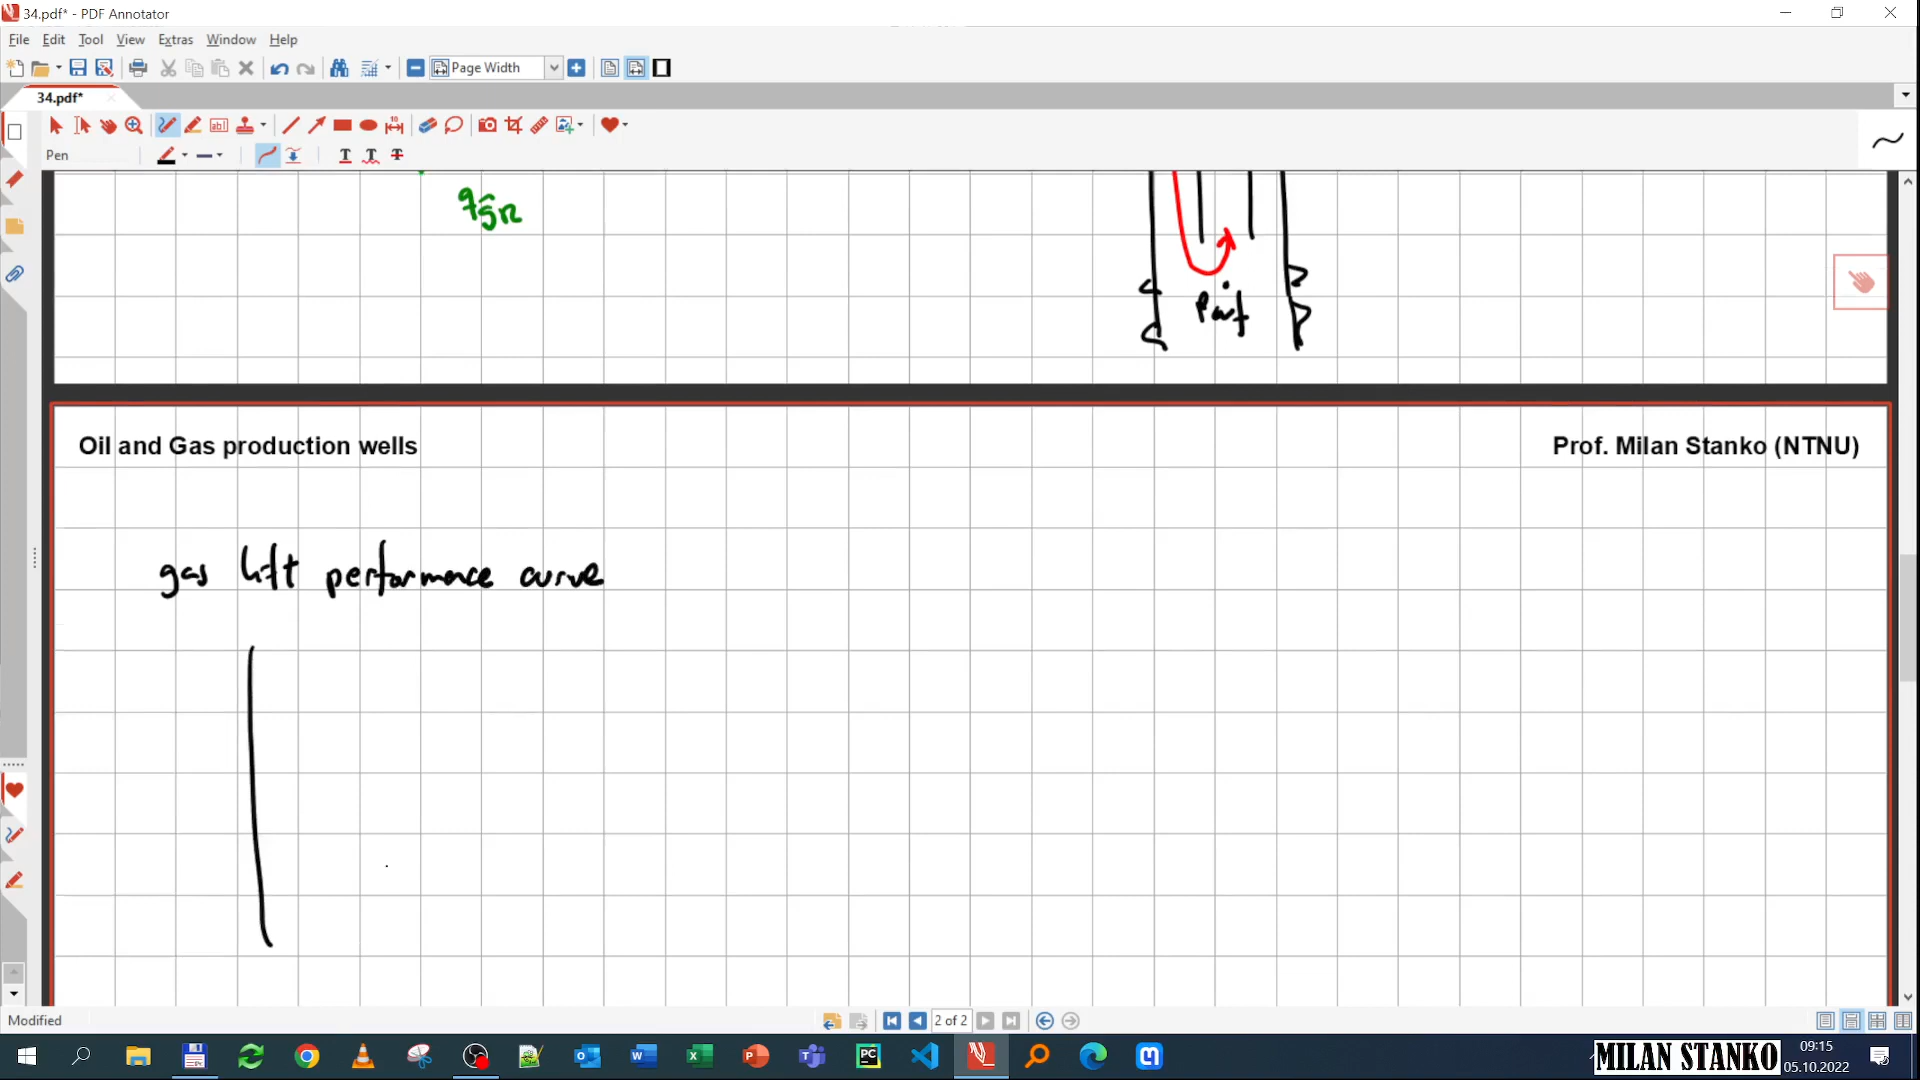 34.pdf* - PDF Annotator
File Edit Tool View Extras Window Help
Page Width
34.pdf*
Pen
Oil and Gas production wells
Prof. Milan Stanko (NTNU)
gas lift performance curve
Modified
2 of 2
MILAN STANKO
09:15
05.10.2022